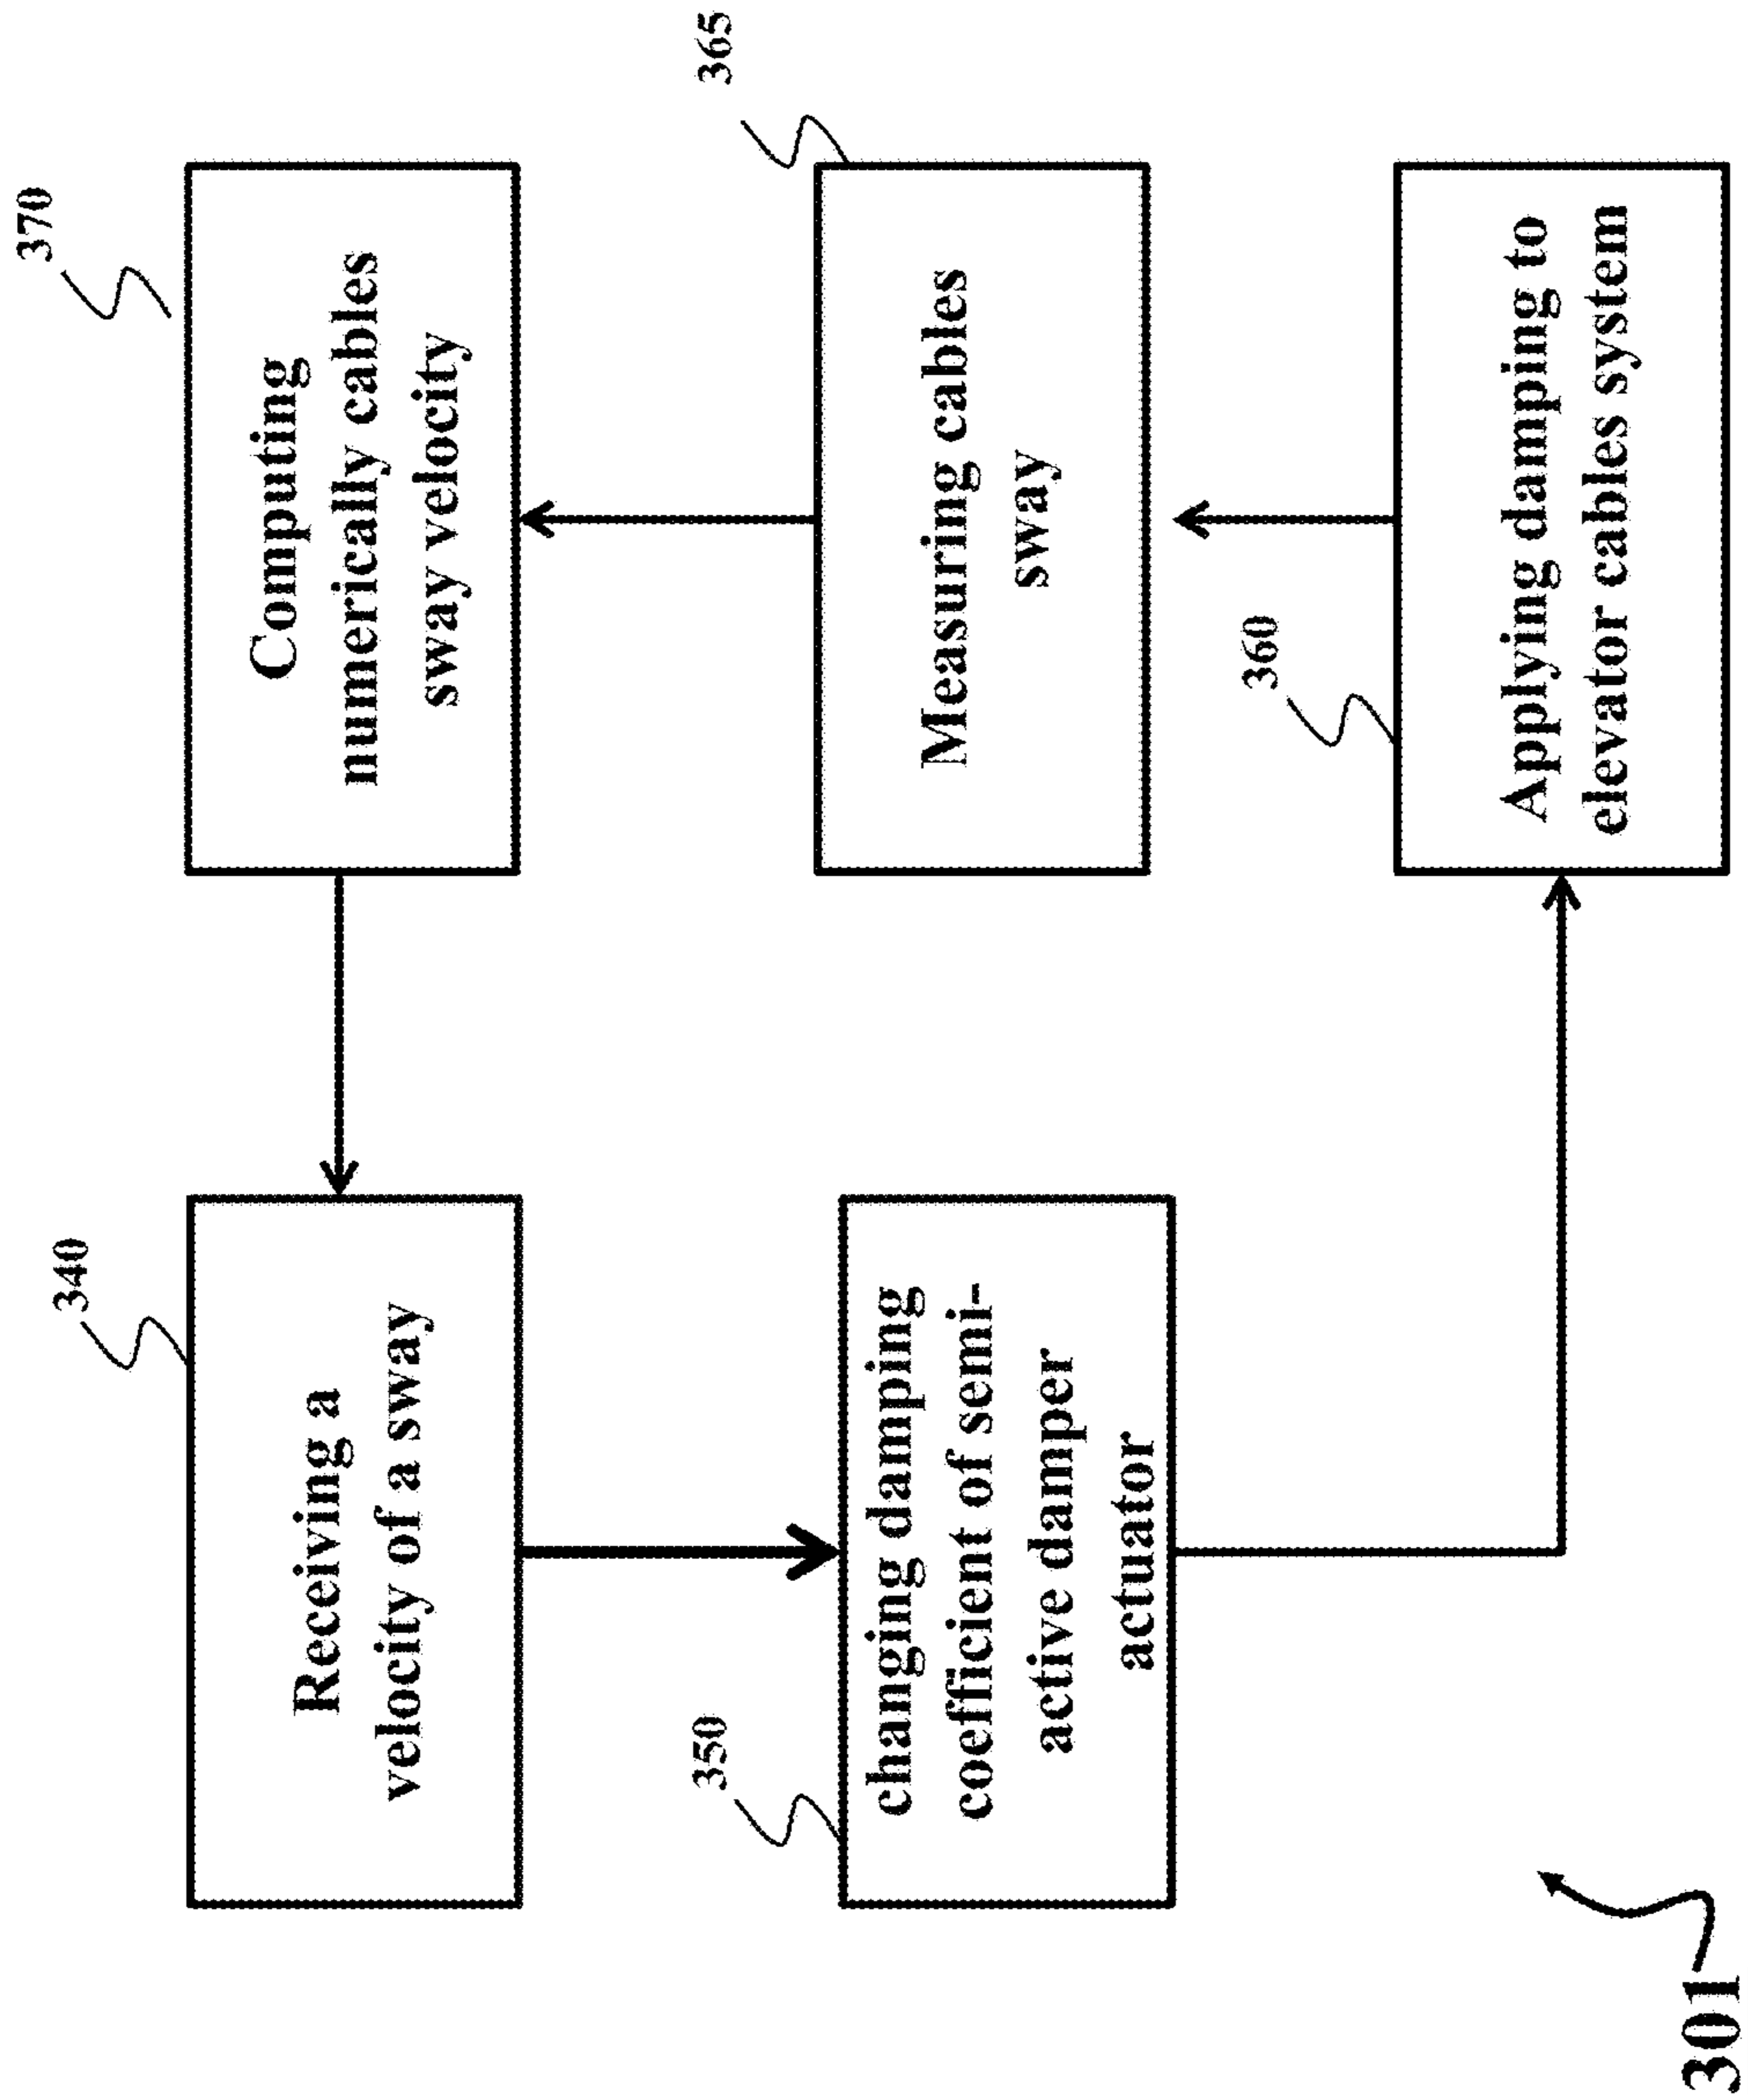 340
Receiving a
velocity of a sway
370
Computing
numerically cables
sway velocity
350
changing damping
coefficient of semi-
active damper
actuator
365
Measuring cables
sway
360
Applying damping to
elevator cables system
301